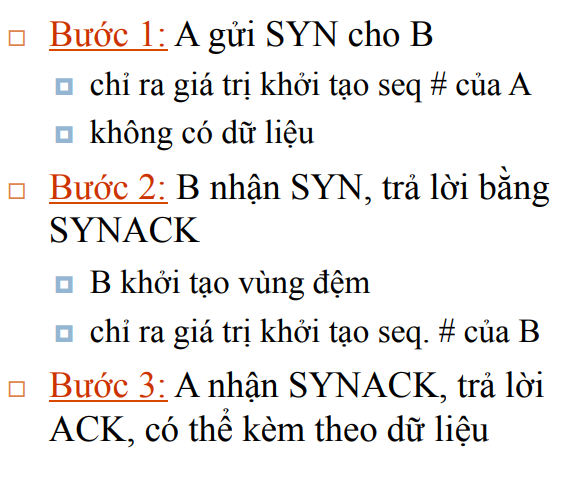 Bước 1: A gửi SYN cho B
chỉ ra giá trị khởi tạo seq # của A
không có dữ liệu
Bước 2: B nhận SYN, trả lời bằng
SYNACK
B khởi tạo vùng đệm
chỉ ra giá trị khởi tạo seq. # của B
Bước 3: A nhận SYNACK, trả lời
ACK, có thể kèm theo dữ liệu